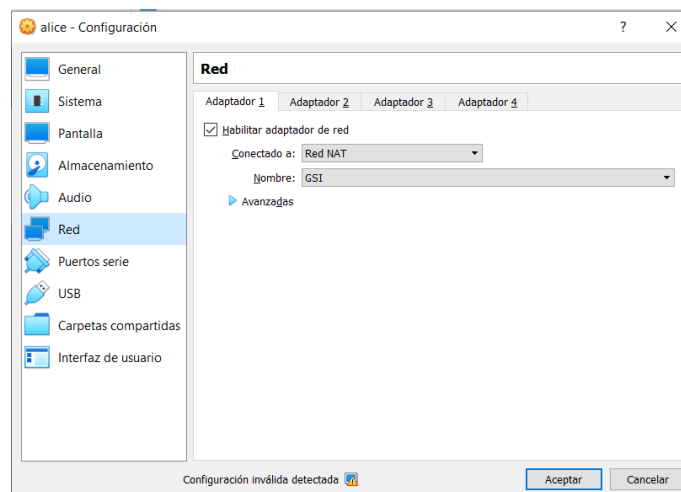 alice - Configuración
?
General
Sistema
Pantalla
Almacenamiento
Audio
Red
Puertos serie
USB
Carpetas compartidas
Interfaz de usuario
Red
Adaptador 1 Adaptador 2 Adaptador 3 Adaptador 4
Habilitar adaptador de red
Conectado a: Red NAT
Nombre: GSI
Avanzadas
Configuración inválida detectada
Aceptar Cancelar